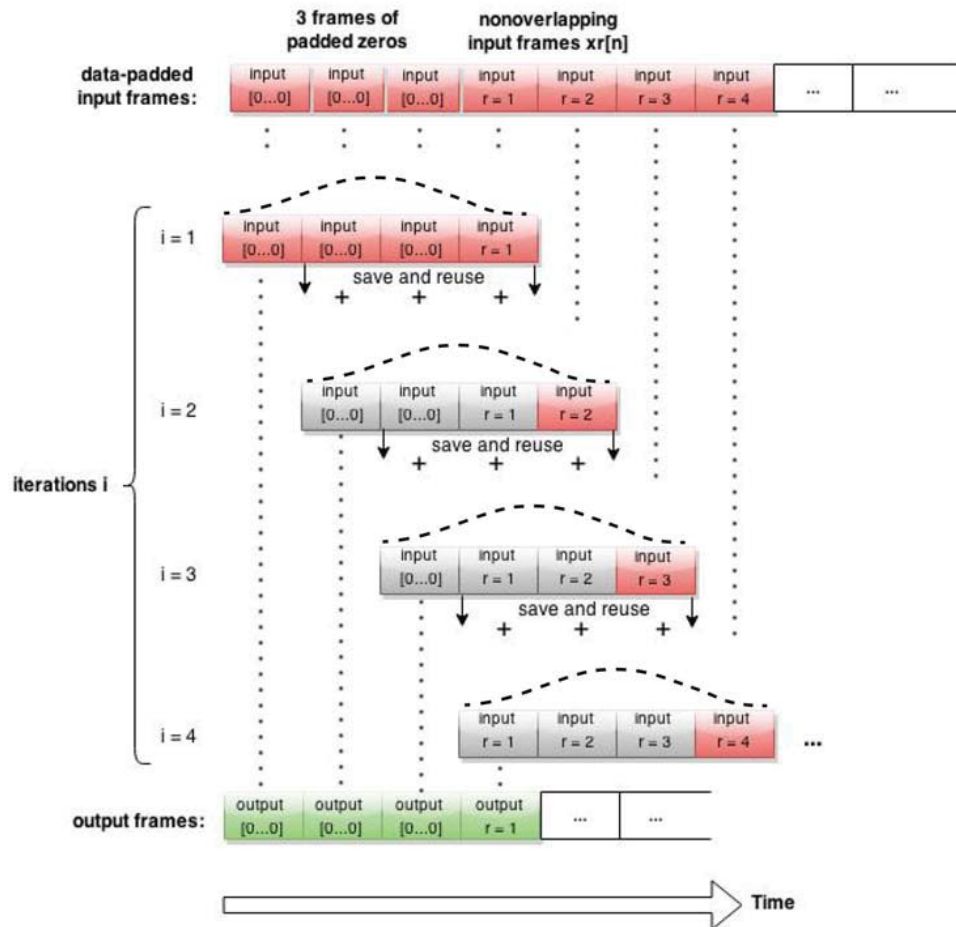 3 frames of
padded zeros
nonoverlapping
input frames xr[n]
data-padded
input frames:
input input input input input input input
[0...0] [0...0] [0...0] r = 1 r = 2 r = 3 r = 4 ... ...
i = 1
input input input input
[0...0] [0...0] [0...0] r = 1
save and reuse
+ + +
i = 2
input input input input
[0...0] [0...0] r = 1 r = 2
save and reuse
+ + +
iterations i
i = 3
input input input input
[0...0] r = 1 r = 2 r = 3
save and reuse
+ + +
i = 4
input input input input
r = 1 r = 2 r = 3 r = 4 ...
output frames:
output output output output
[0...0] [0...0] [0...0] r = 1 ... ...
Time